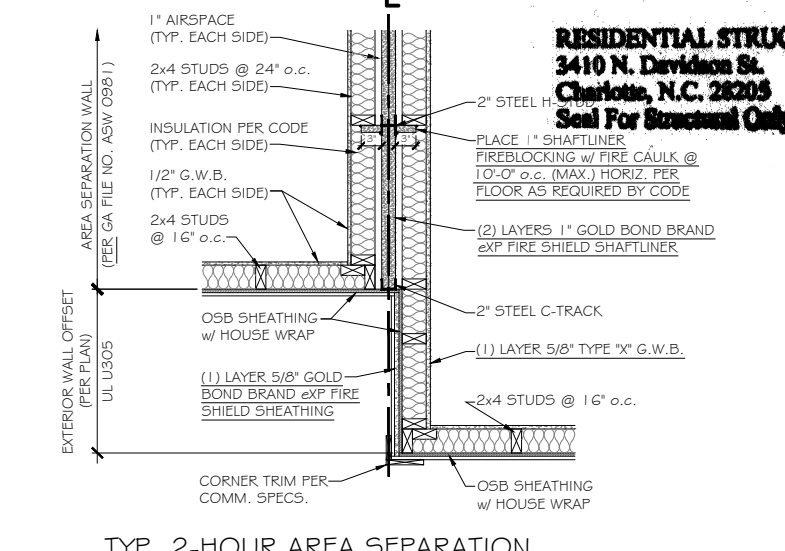 1" AIRSPACE
(TYP. EACH SIDE)
2x4 STUDS @ 24" o.c.
(TYP. EACH SIDE)
INSULATION PER CODE
(TYP. EACH SIDE)
1/2" G.W.B.
(TYP. EACH SIDE)
2x4 STUDS
@ 16" o.c.
AREA SEPARATION WALL
(PER GA FILE NO. ASW 0981)
EXTERIOR WALL OFFSET
(PER PLAN)
UL U305
OSB SHEATHING
w/ HOUSE WRAP
(1) LAYER 5/8" GOLD
BOND BRAND eXP FIRE
SHIELD SHEATHING
CORNER TRIM PER
COMM. SPECS.
3"
3"
RESIDENTIAL STRUC
3410 N. Davidson St.
Charlotte, N.C. 28205
Seal For Structural Only
2" STEEL H-STUD
PLACE 1" SHAFTLINER
FIREBLOCKING w/ FIRE CAULK @
10'-0" o.c. (MAX.) HORIZ. PER
FLOOR AS REQUIRED BY CODE
(2) LAYERS 1" GOLD BOND BRAND
eXP FIRE SHIELD SHAFTLINER
2" STEEL C-TRACK
(1) LAYER 5/8" TYPE "X" G.W.B.
2x4 STUDS @ 16" o.c.
OSB SHEATHING
w/ HOUSE WRAP
TYP. 2-HOUR AREA SEPARATION